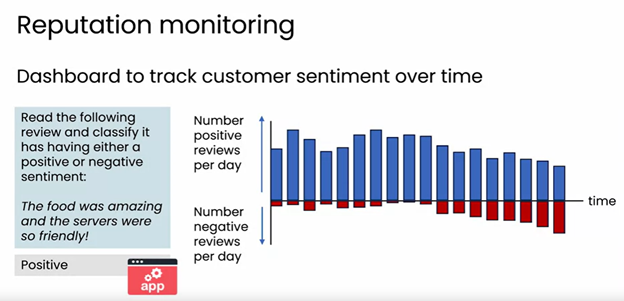 Reputation monitoring
Dashboard to track customer sentiment over time
Read the following
review and classify it
has having either a
positive or negative
sentiment:
The food was amazing
and the servers were
so friendly!
Positive
app
Number
positive
reviews
per day
Number
negative
reviews
per day
time